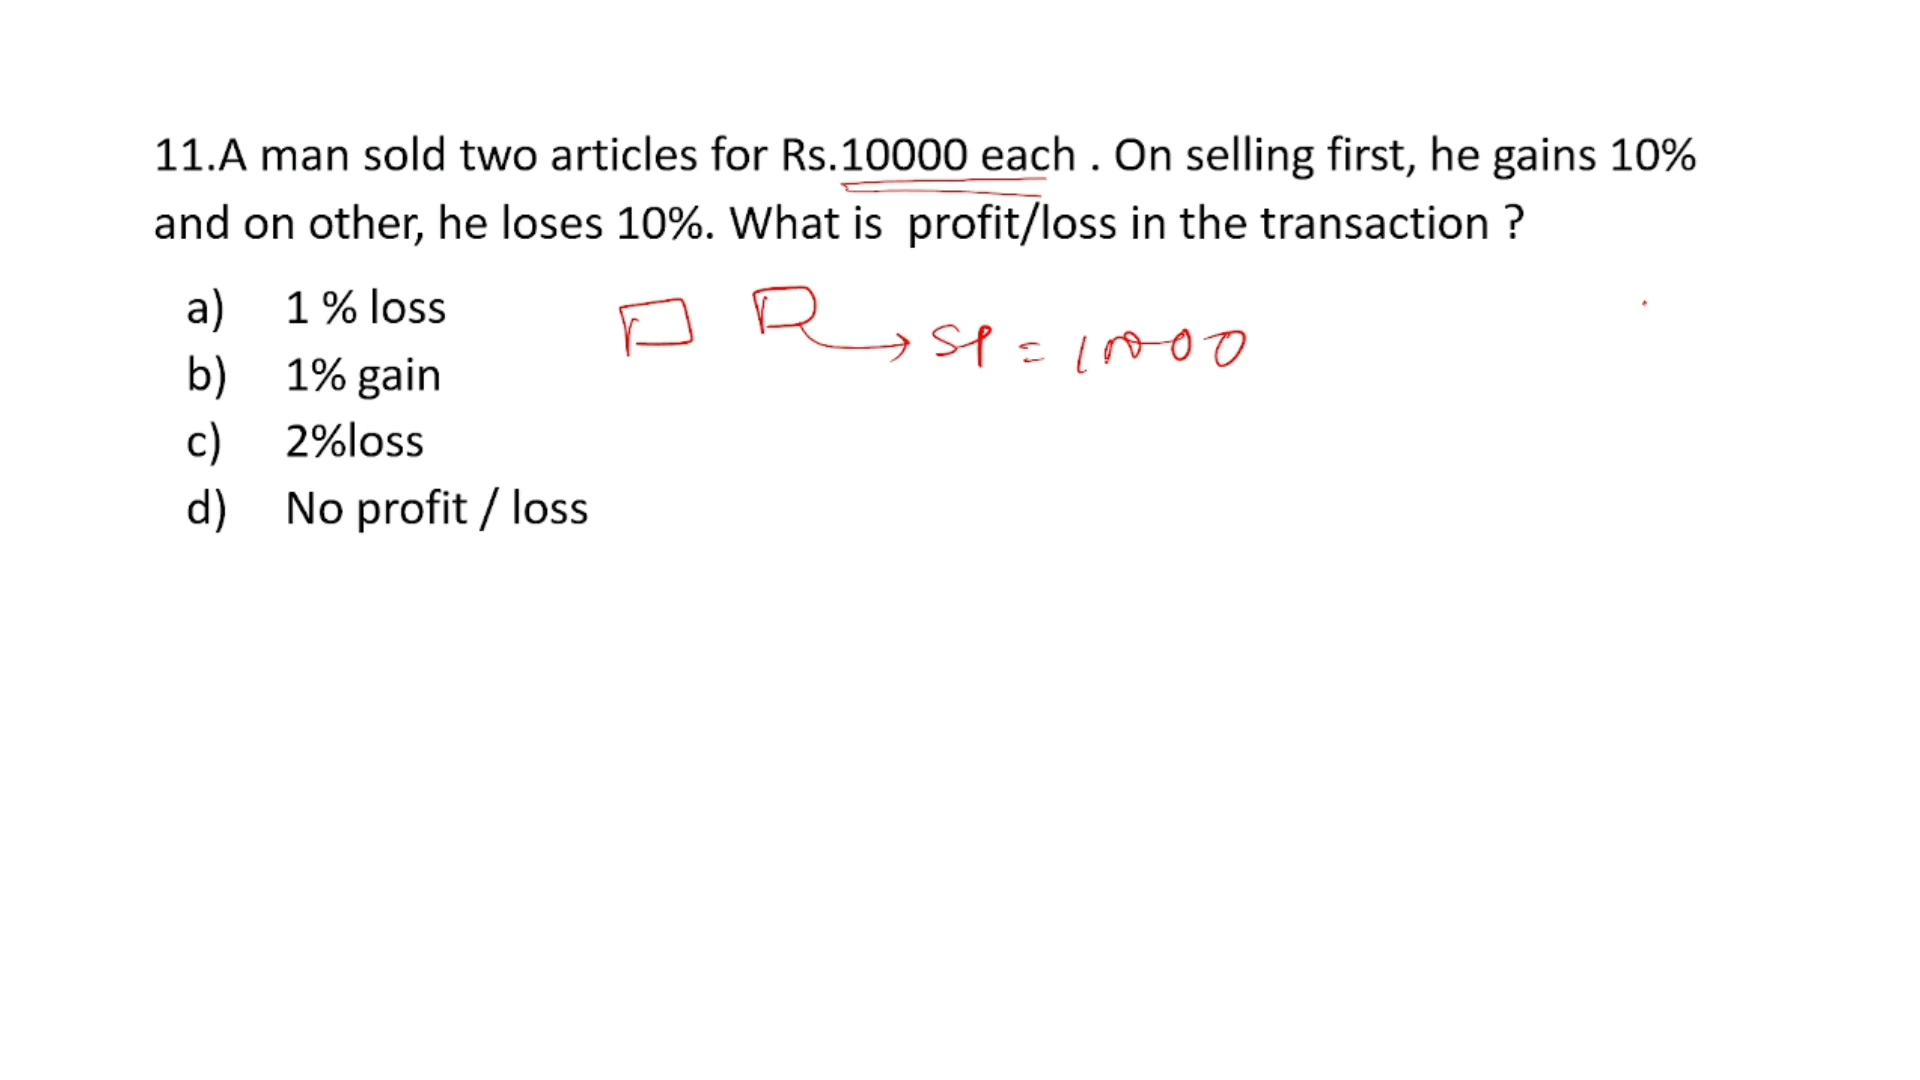 11.A man sold two articles for Rs.10000 each . On selling first, he gains 10%
and on other, he loses 10%. What is profit/loss in the transaction ?
a) 1 % loss
SP = 10000
b) 1% gain
c) 2%loss
d) No profit / loss